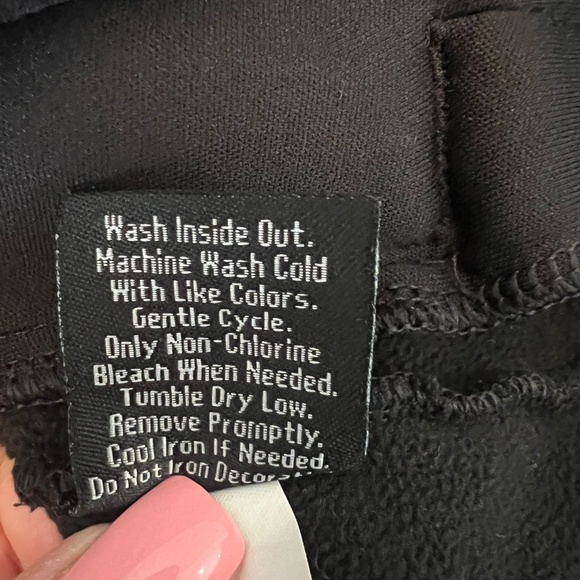 Wash Inside Out.
Machine Wash Cold
With Like Colors.
Gentle Cycle.
Only Non-Chlorine
Bleach When Needed.
Tumble Dry Low.
Remove Promptly.
Cool Iron If Needed.
Do Not Iron